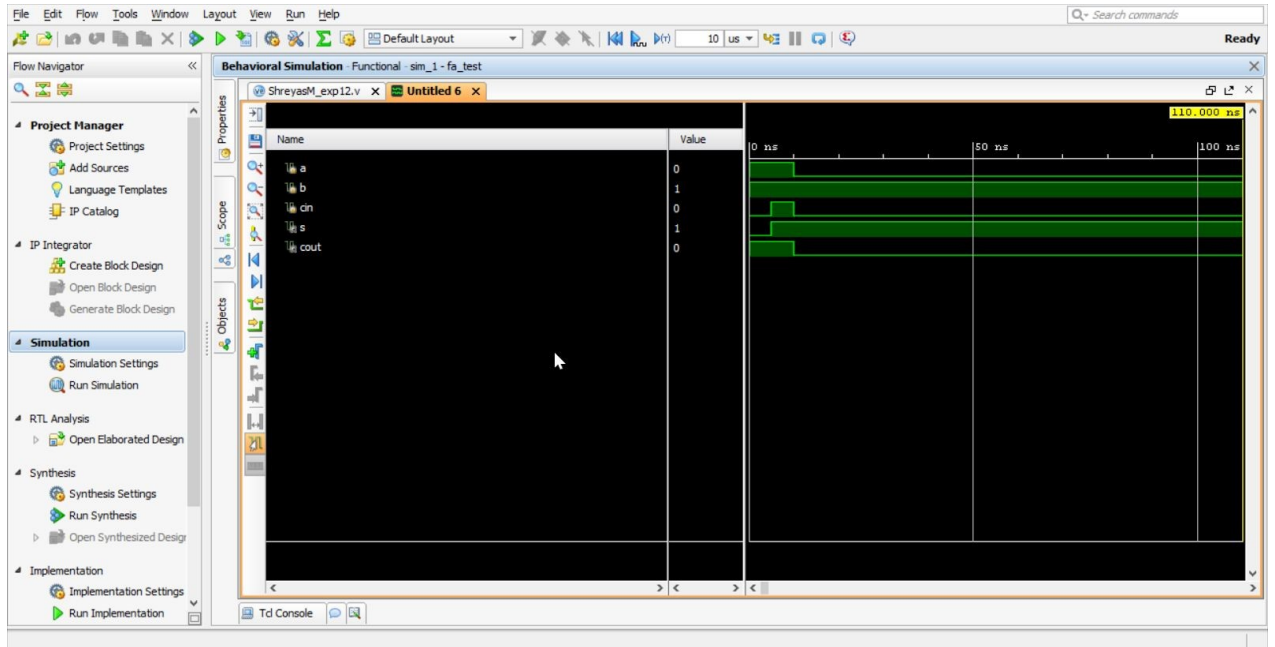 File Edit Flow Tools Window Layout View Run Help
Q- Search commands
Default Layout
10 us
Ready
Flow Navigator
Behavioral Simulation - Functional - sim_1 - fa_test
ShreyasM_exp12.v
Untitled 6
Project Manager
Project Settings
Add Sources
Language Templates
IP Catalog
IP Integrator
Create Block Design
Open Block Design
Generate Block Design
Simulation
Simulation Settings
Run Simulation
RTL Analysis
Open Elaborated Design
Synthesis
Synthesis Settings
Run Synthesis
Open Synthesized Desigr
Implementation
Implementation Settings
Run Implementation
Properties
Scope
Objects
Name Value
a 0
b 1
cin 0
s 1
cout 0
110.000 ns
0 ns 50 ns 100 ns
Tcl Console